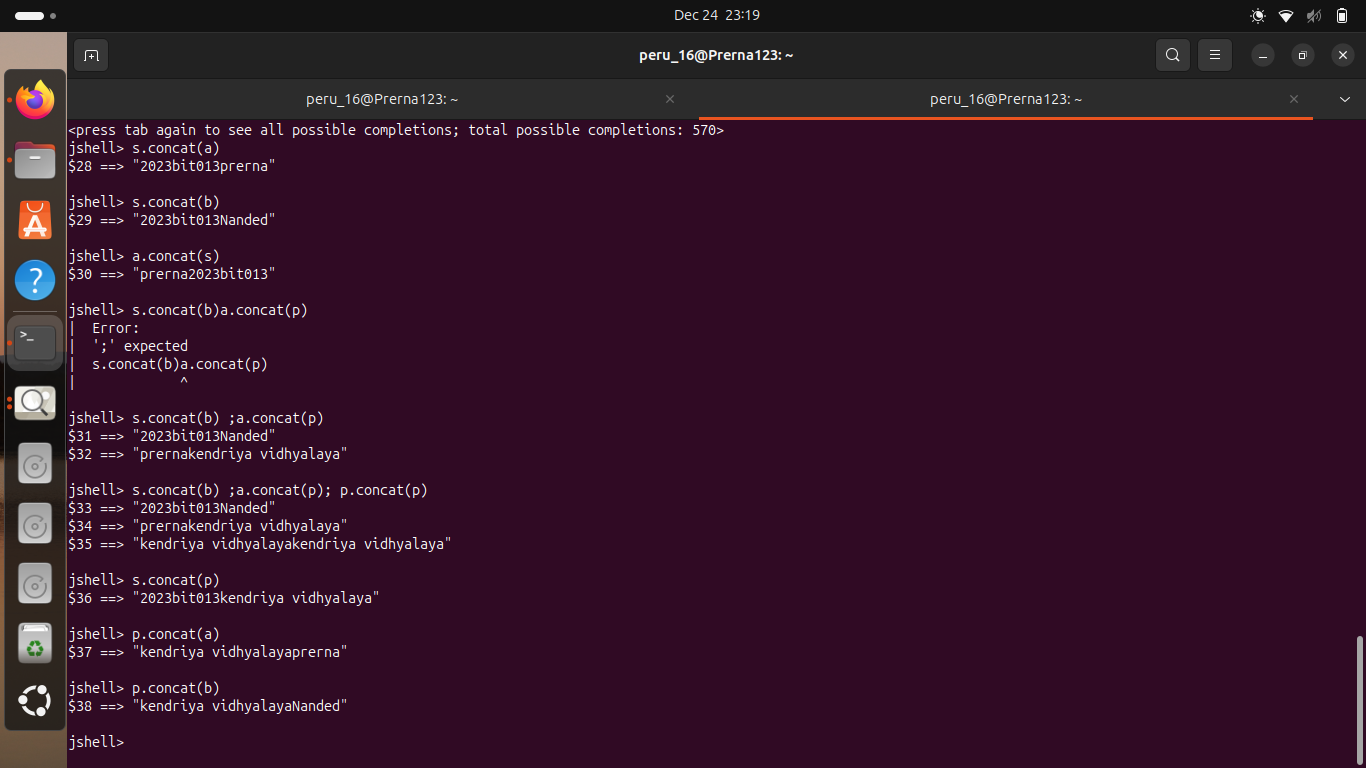 Dec 24 23:19
peru_16@Prerna123: ~
peru_16@Prerna123: ~
peru_16@Prerna123: ~
<press tab again to see all possible completions; total possible completions: 570>
jshell> s.concat(a)
$28 ==> "2023bit013prerna"
jshell> s.concat(b)
$29 ==> "2023bit013Nanded"
jshell> a.concat(s)
$30 ==> "prerna2023bit013"
jshell> s.concat(b)a.concat(p)
|  Error:
|  ';' expected
|  s.concat(b)a.concat(p)
|             ^
jshell> s.concat(b) ;a.concat(p)
$31 ==> "2023bit013Nanded"
$32 ==> "prernakendriya vidhyalaya"
jshell> s.concat(b) ;a.concat(p); p.concat(p)
$33 ==> "2023bit013Nanded"
$34 ==> "prernakendriya vidhyalaya"
$35 ==> "kendriya vidhyalayakendriya vidhyalaya"
jshell> s.concat(p)
$36 ==> "2023bit013kendriya vidhyalaya"
jshell> p.concat(a)
$37 ==> "kendriya vidhyalayaprerna"
jshell> p.concat(b)
$38 ==> "kendriya vidhyalayaNanded"
jshell>